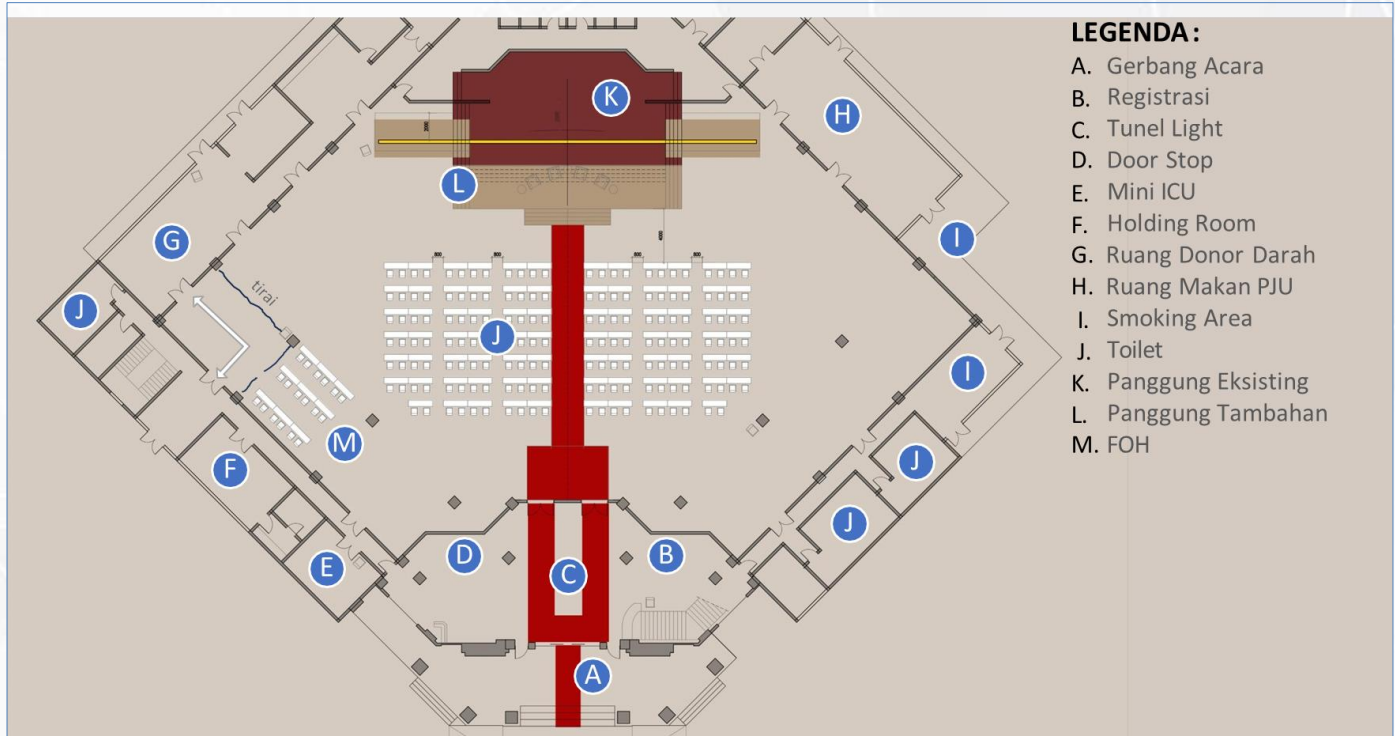 LEGENDA :
A. Gerbang Acara
B. Registrasi
C. Tunel Light
D. Door Stop
E. Mini ICU
F. Holding Room
G. Ruang Donor Darah
H. Ruang Makan PJU
I. Smoking Area
J. Toilet
K. Panggung Eksisting
L. Panggung Tambahan
M. FOH
K
H
L
G
I
tirai
J
J
I
M
F
J
J
D
B
E
C
A